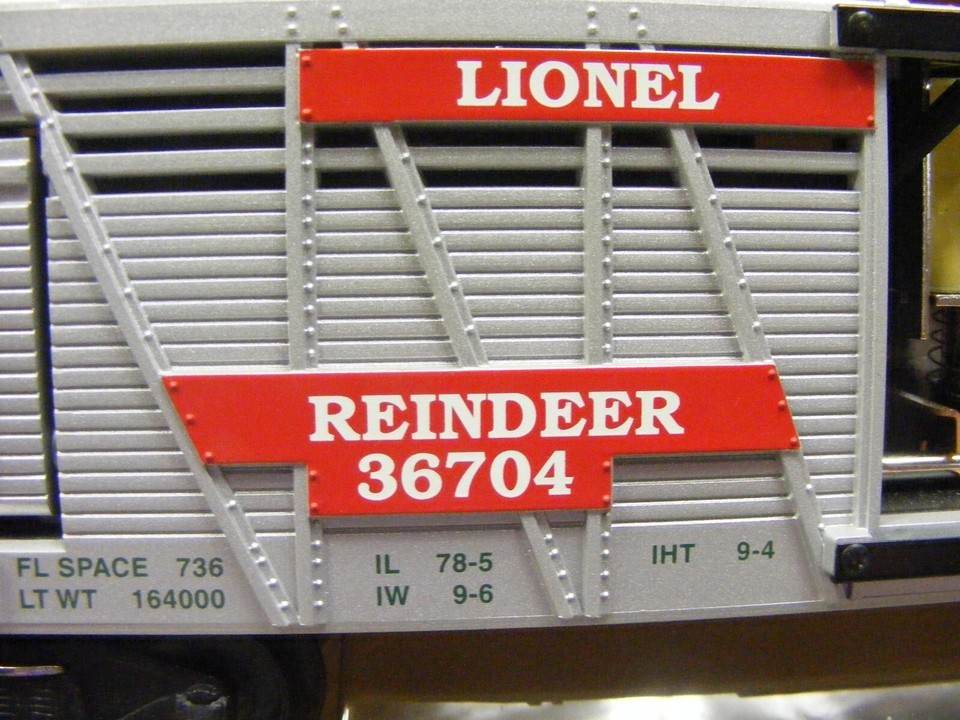 LIONEL
REINDEER
36704
FL SPACE 736
LT WT 164000
IL 78-5
IW 9-6
IHT 9-4